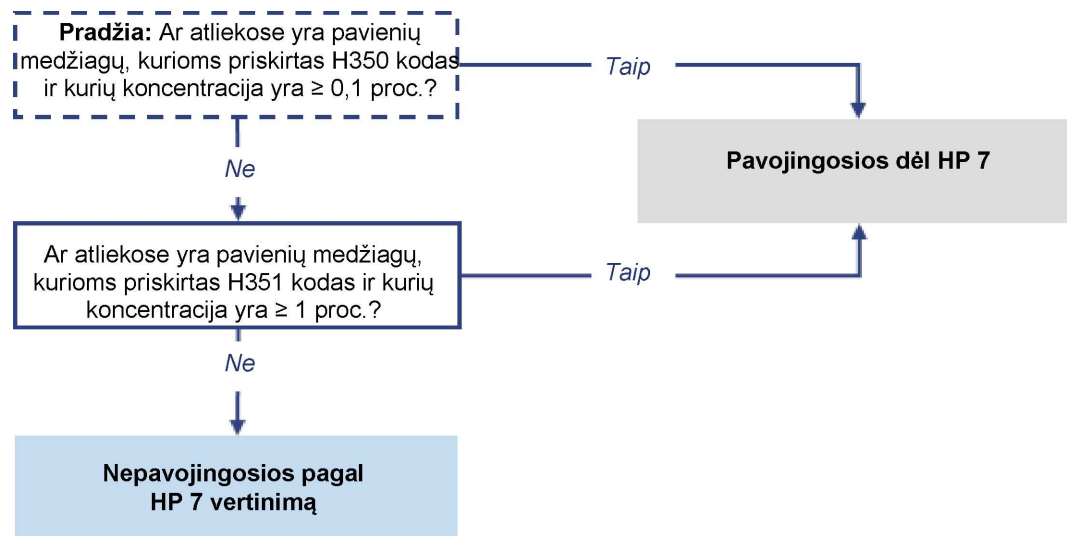 Pradžia: Ar atliekose yra pavienių
medžiagų, kurioms priskirtas H350 kodas
ir kurių koncentracija yra ≥ 0,1 proc.?
Taip
Pavojingosios dėl HP 7
Ne
Ar atliekose yra pavienių medžiagų,
kurioms priskirtas H351 kodas ir kurių
koncentracija yra ≥ 1 proc.?
Taip
Ne
Nepavojingosios pagal
HP 7 vertinimą